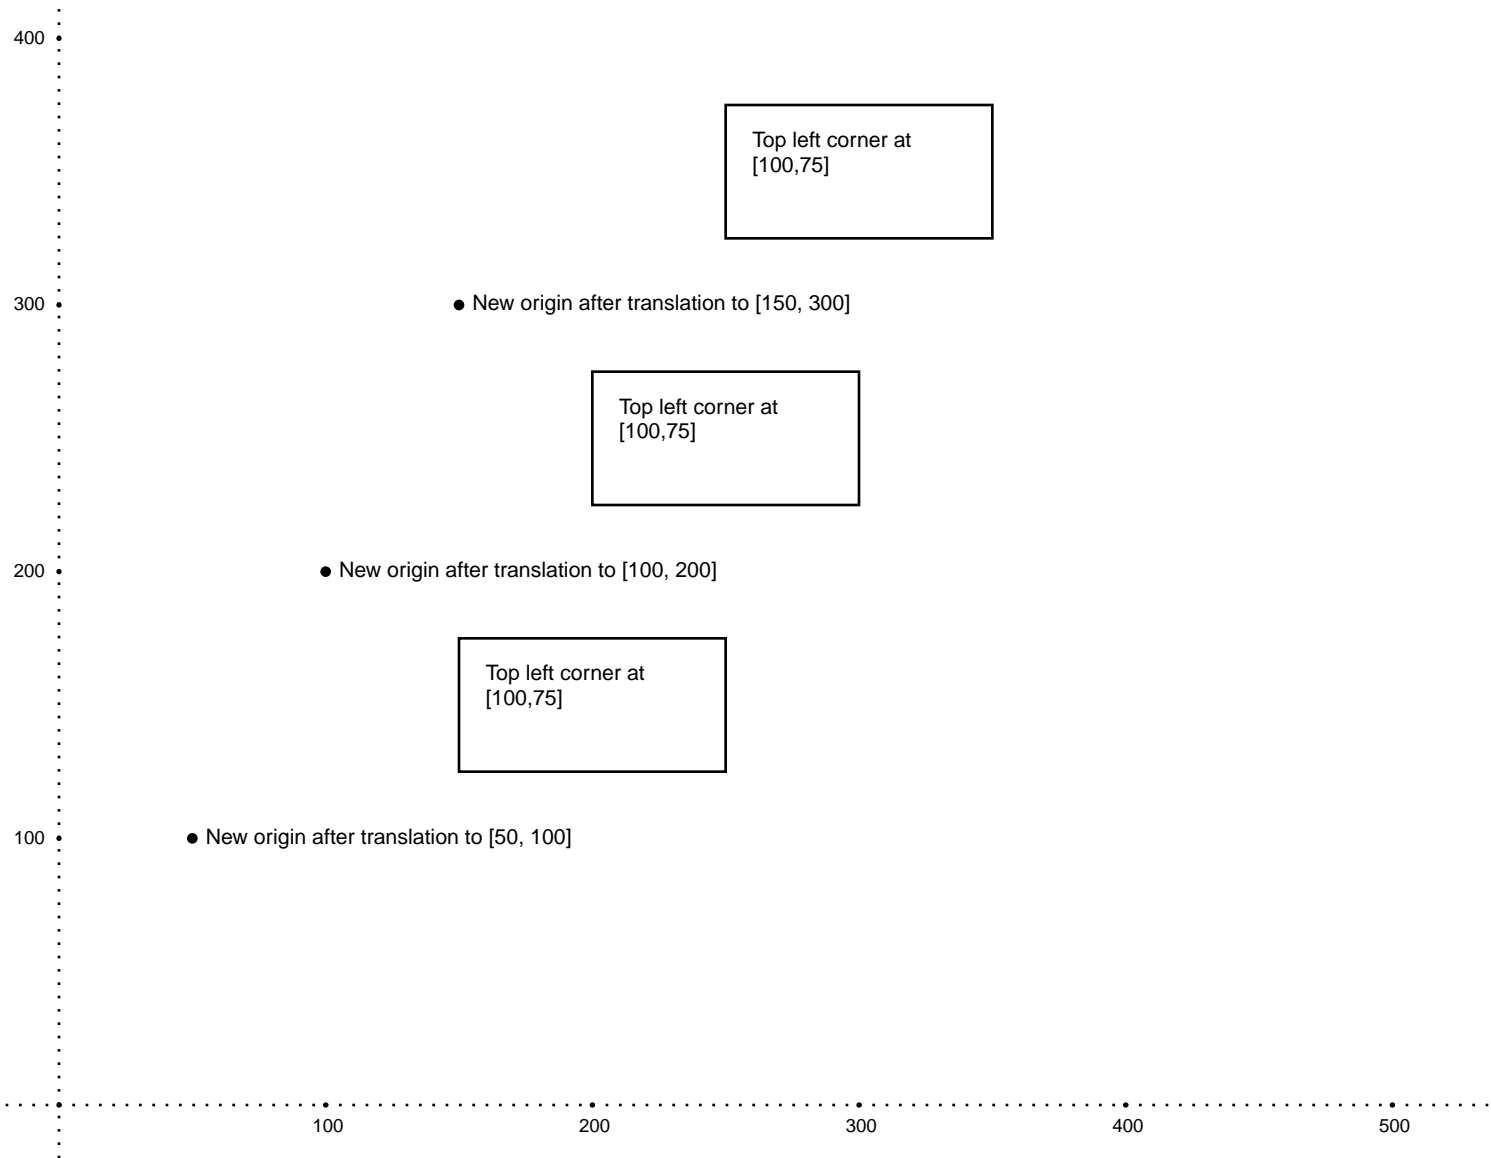 400
Top left corner at
[100,75]
300
New origin after translation to [150, 300]
Top left corner at
[100,75]
200
New origin after translation to [100, 200]
Top left corner at
[100,75]
100
New origin after translation to [50, 100]
100 200 300 400 500